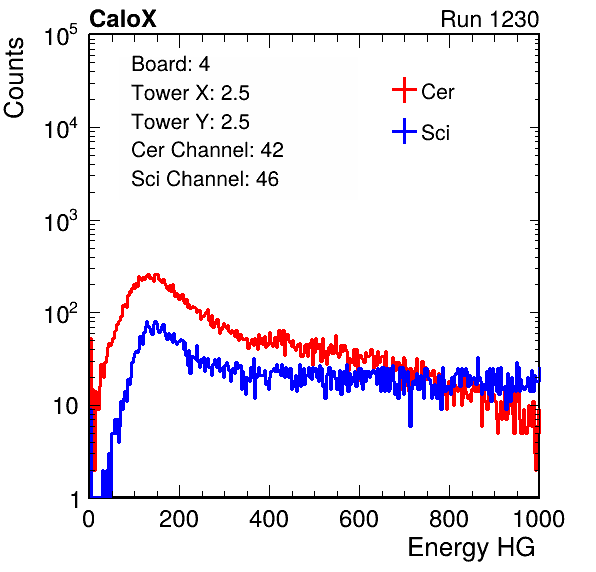 CaloX Run 1230
Counts
Board: 4
Tower X: 2.5
Tower Y: 2.5
Cer Channel: 42
Sci Channel: 46
Cer
Sci
10^5
10^4
10^3
10^2
10
1
0 200 400 600 800 1000
Energy HG